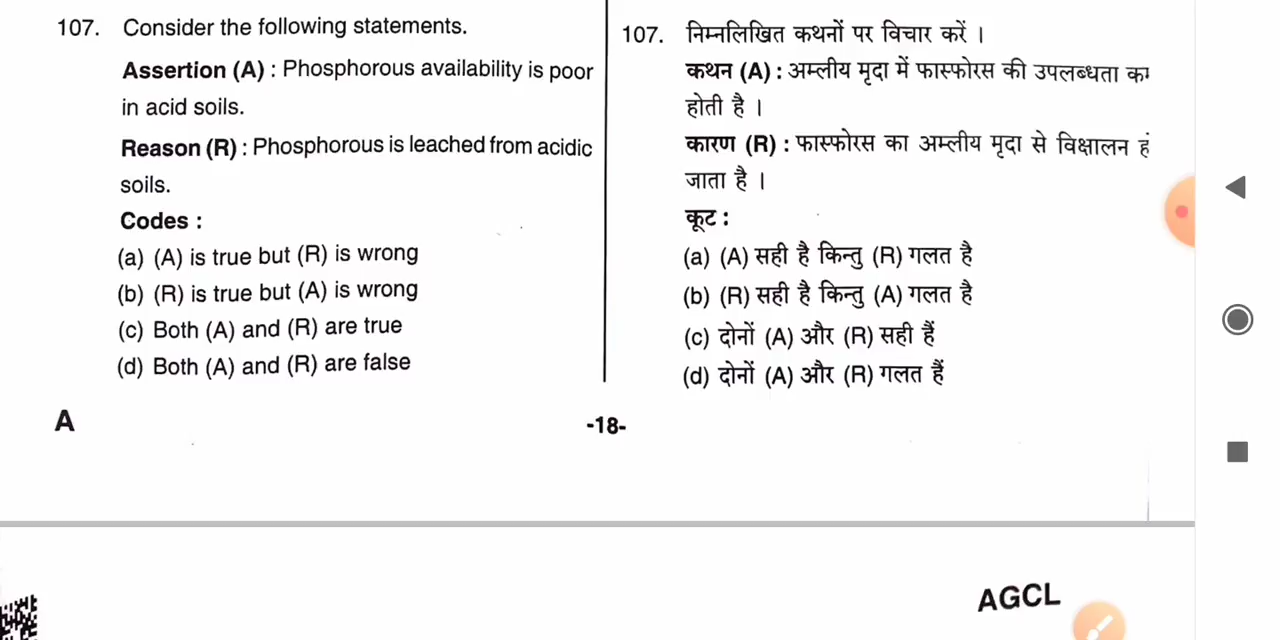 107. Consider the following statements.
Assertion (A) : Phosphorous availability is poor
in acid soils.
Reason (R) : Phosphorous is leached from acidic
soils.
Codes :
(a) (A) is true but (R) is wrong
(b) (R) is true but (A) is wrong
(c) Both (A) and (R) are true
(d) Both (A) and (R) are false
107. निम्नलिखित कथनों पर विचार करें ।
कथन (A) : अम्लीय मृदा में फास्फोरस की उपलब्धता
होती है ।
कारण (R) : फास्फोरस का अम्लीय मृदा से विक्षालन
जाता है ।
कूट :
(a) (A) सही है किन्तु (R) गलत है
(b) (R) सही है किन्तु (A) गलत है
(c) दोनों (A) और (R) सही हैं
(d) दोनों (A) और (R) गलत हैं
A
-18-
AGCL